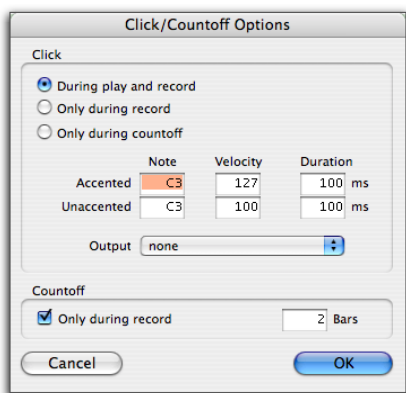 Click/Countoff Options
Click
During play and record
Only during record
Only during countoff
Note Velocity Duration
Accented C3 127 100 ms
Unaccented C3 100 100 ms
Output none
Countoff
Only during record 2 Bars
Cancel OK